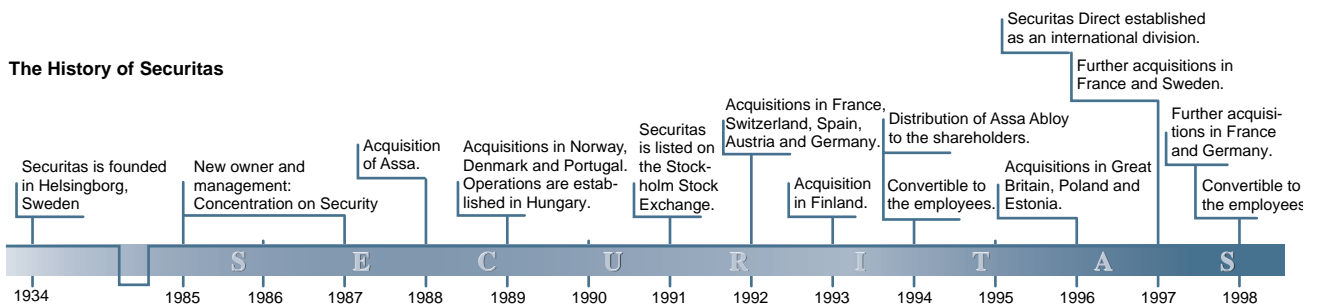 The History of Securitas
Securitas is founded
in Helsingborg,
Sweden
New owner and
management:
Concentration on Security
Acquisition
of Assa.
Acquisitions in Norway,
Denmark and Portugal.
Operations are estab-
lished in Hungary.
Securitas
is listed on
the Stock-
holm Stock
Exchange.
Acquisitions in France,
Switzerland, Spain,
Austria and Germany.
Acquisition
in Finland.
Distribution of Assa Abloy
to the shareholders.
Convertible to
the employees.
Acquisitions in Great
Britain, Poland and
Estonia.
Securitas Direct established
as an international division.
Further acquisitions in
France and Sweden.
Further acquisi-
tions in France
and Germany.
Convertible to
the employees
S E C U R I T A S
1934 1985 1986 1987 1988 1989 1990 1991 1992 1993 1994 1995 1996 1997 1998